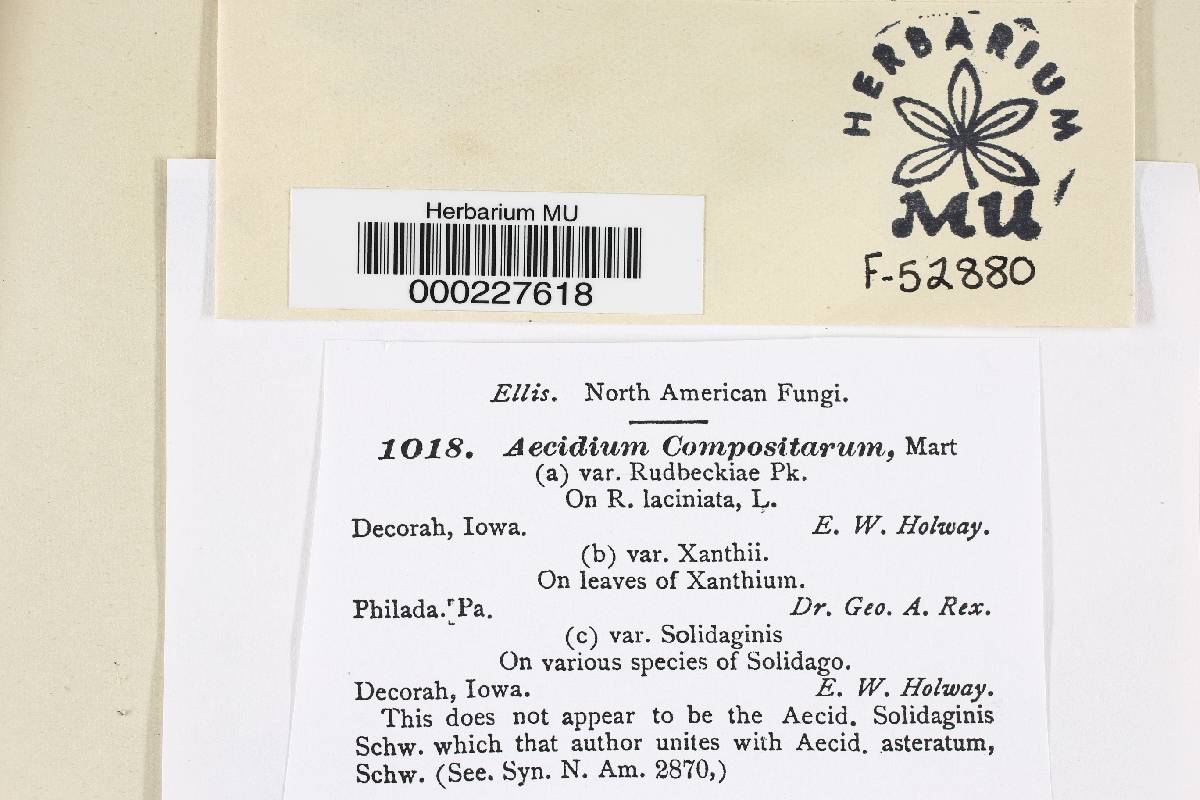 HERBARIUM
MU
F-52880
Herbarium MU
000227618
Ellis. North American Fungi.
1018. Aecidium Compositarum, Mart
(a) var. Rudbeckiae Pk.
On R. laciniata, L.
Decorah, Iowa. E. W. Holway.
(b) var. Xanthii.
On leaves of Xanthium.
Philada. Pa. Dr. Geo. A. Rex.
(c) var. Solidaginis
On various species of Solidago.
Decorah, Iowa. E. W. Holway.
This does not appear to be the Aecid. Solidaginis
Schw. which that author unites with Aecid. asteratum,
Schw. (See. Syn. N. Am. 2870,)